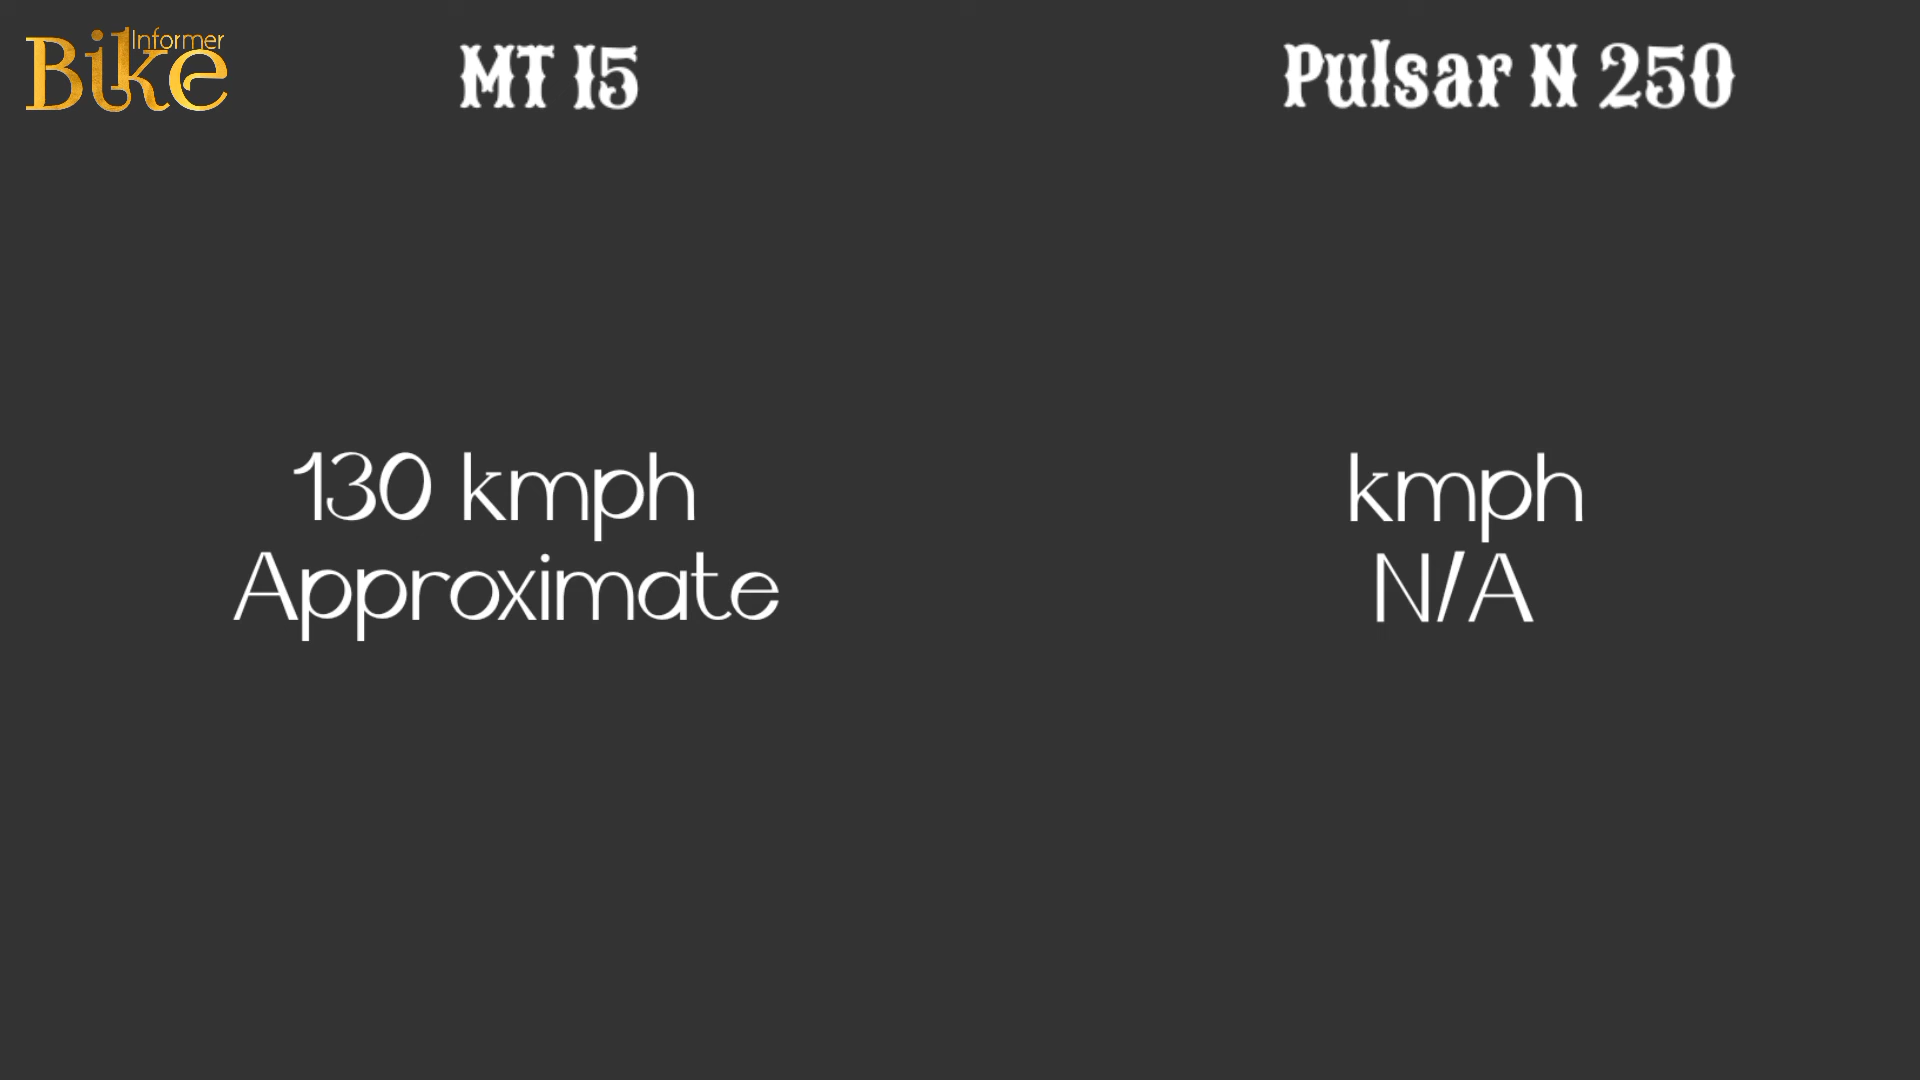 Bike Informer
MT 15
Pulsar N 250
130 kmph
Approximate
kmph
N/A